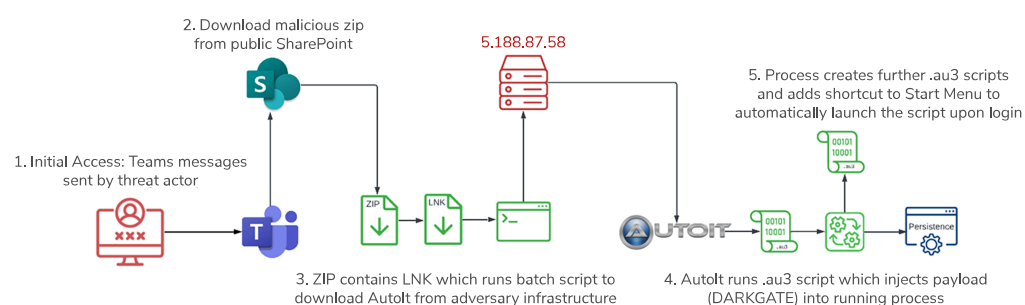 2. Download malicious zip
from public SharePoint
5.188.87.58
5. Process creates further .au3 scripts
and adds shortcut to Start Menu to
automatically launch the script upon login
1. Initial Access: Teams messages
sent by threat actor
S
T
xxx
ZIP
LNK
>_
AUTOIT
00101
10001
.au3
00101
10001
.au3
Persistence
3. ZIP contains LNK which runs batch script to
download AutoIt from adversary infrastructure
4. AutoIt runs .au3 script which injects payload
(DARKGATE) into running process